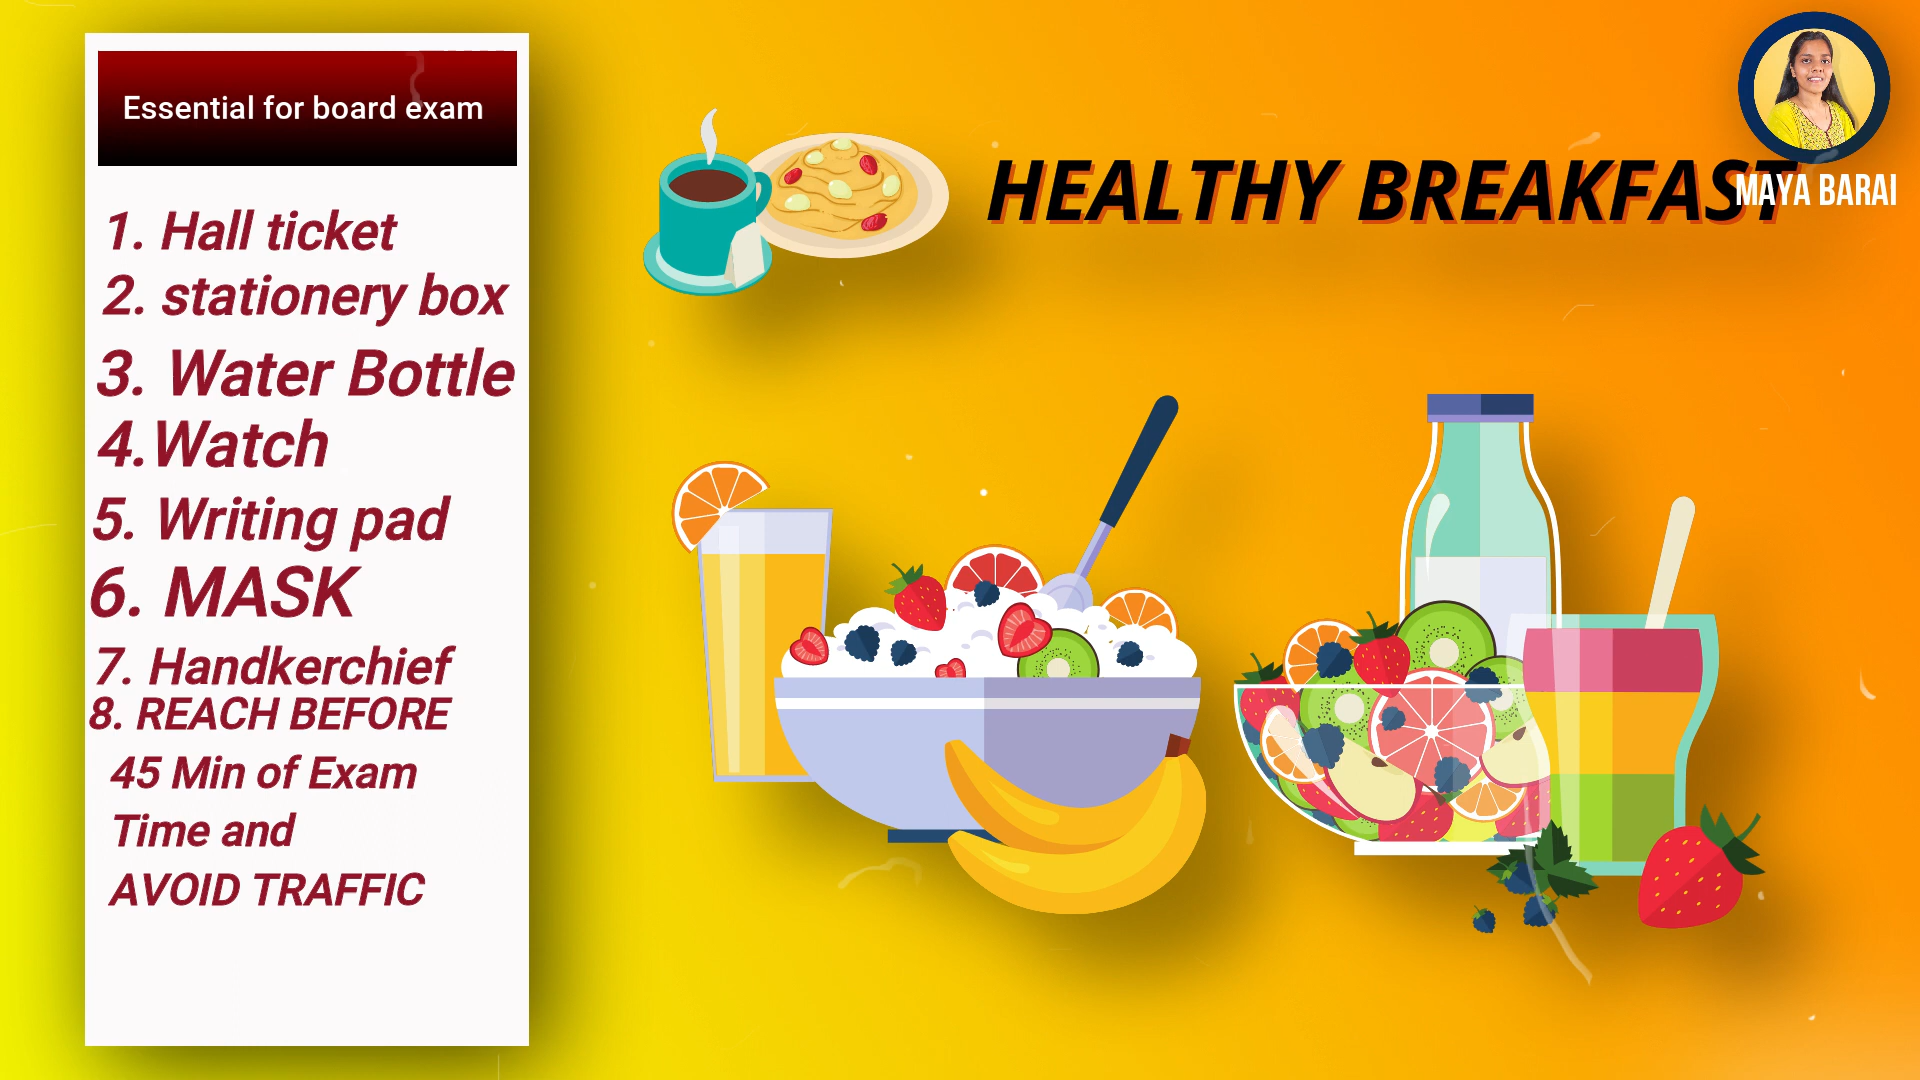 Essential for board exam
1. Hall ticket
2. stationery box
3. Water Bottle
4.Watch
5. Writing pad
6. MASK
7. Handkerchief
8. REACH BEFORE
45 Min of Exam
Time and
AVOID TRAFFIC
HEALTHY BREAKFAST
MAYA BARAI